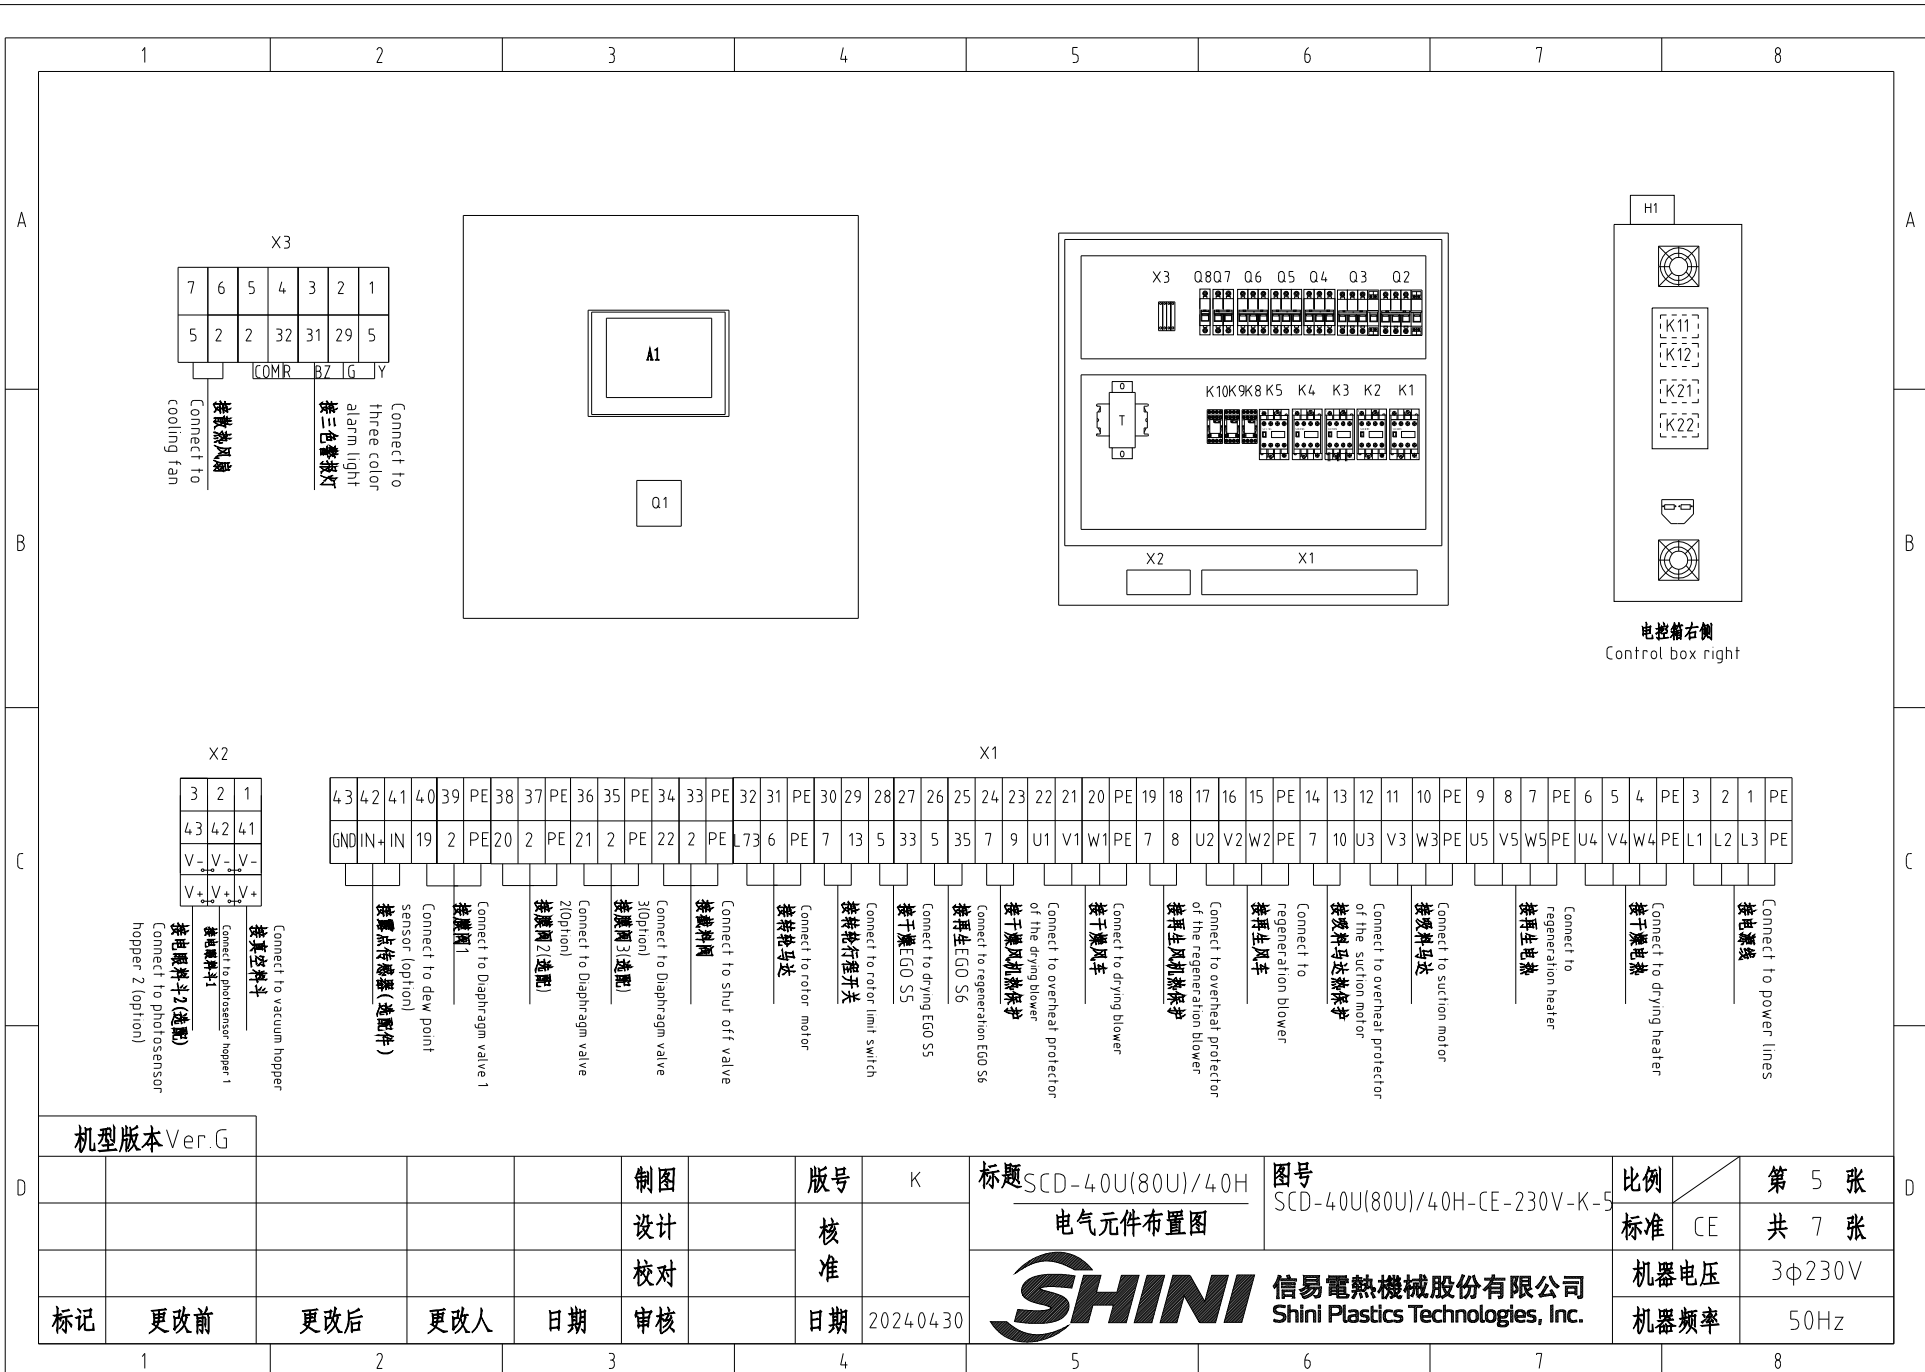 1 2 3 4 5 6 7 8
A
A
H1
X3
7 6 5 4 3 2 1
5 2 2 32 31 29 5
COM R BZ G Y
接散热风扇
Connect to
cooling fan
接三色警报灯
Connect to
three color
alarm light
A1
Q1
X3 Q8 Q7 Q6 Q5 Q4 Q3 Q2
T
K10 K9 K8 K5 K4 K3 K2 K1
X2 X1
K11
K12
K21
K22
电控箱右侧
Control box right
B
B
X2
3 2 1
43 42 41
V- V- V-
V+ V+ V+
接电眼料斗2(选配)
Connect to photosensor
hopper 2 (option)
接电眼料斗1
Connect to photosensor hopper 1
接真空料斗
Connect to vacuum hopper
X1
43 42 41 40 39 PE 38 37 PE 36 35 PE 34 33 PE 32 31 PE 30 29 28 27 26 25 24 23 22 21 20 PE 19 18 17 16 15 PE 14 13 12 11 10 PE 9 8 7 PE 6 5 4 PE 3 2 1 PE
GND IN+ IN 19 2 PE 20 2 PE 21 2 PE 22 2 PE L73 6 PE 7 13 5 33 5 35 7 9 U1 V1 W1 PE 7 8 U2 V2 W2 PE 7 10 U3 V3 W3 PE U5 V5 W5 PE U4 V4 W4 PE L1 L2 L3 PE
接露点传感器(选配件)
Connect to dew point
sensor (option)
接膜阀1
Connect to Diaphragm valve 1
接膜阀2(选配)
Connect to Diaphragm valve
2(Option)
接膜阀3(选配)
Connect to Diaphragm valve
3(Option)
接截料阀
Connect to shut off valve
接转轮马达
Connect to rotor motor
接转轮行程开关
Connect to rotor limit switch
接干燥EGO S5
Connect to drying EGO S5
接再生EGO S6
Connect to regeneration EGO S6
接干燥风机热保护
Connect to overheat protector
of the drying blower
接干燥风车
Connect to drying blower
接再生风机热保护
Connect to overheat protector
of the regeneration blower
接再生风车
Connect to
regeneration blower
接吸料马达热保护
Connect to overheat protector
of the suction motor
接吸料马达
Connect to suction motor
接再生电热
Connect to
regeneration heater
接干燥电热
Connect to drying heater
接电源线
Connect to power lines
C
C
机型版本Ver.G
D
D
制图
设计
校对
审核
版号 K
核
准
日期 20240430
标记 更改前 更改后 更改人 日期
标题 SCD-40U(80U)/40H
电气元件布置图
图号
SCD-40U(80U)/40H-CE-230V-K-5
比例
第 5 张
标准 CE
共 7 张
机器电压 3φ230V
机器频率 50Hz
SHINI
信易電熱機械股份有限公司
Shini Plastics Technologies, Inc.
1 2 3 4 5 6 7 8